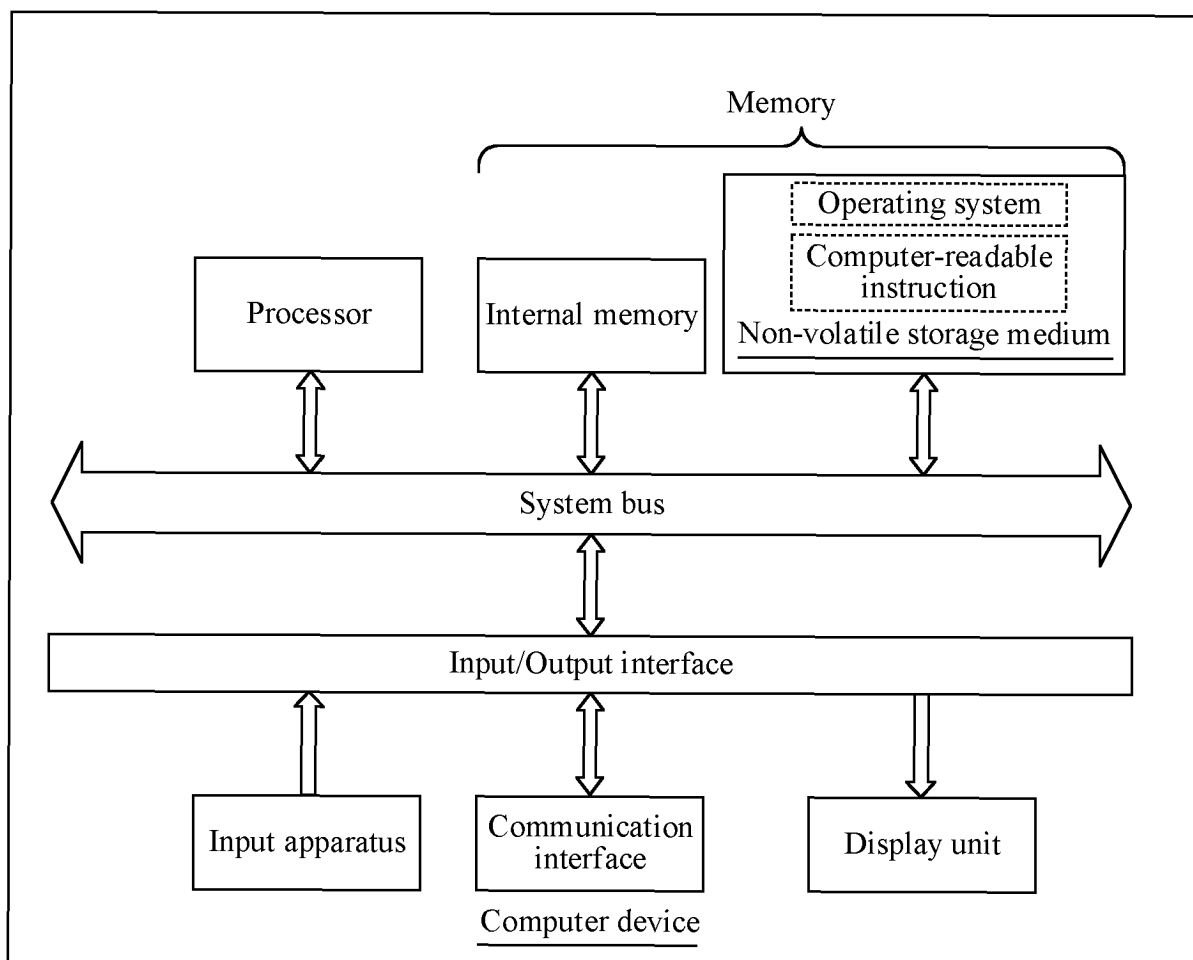 Memory
Operating system
Computer-readable
instruction
Non-volatile storage medium
Processor
Internal memory
System bus
Input/Output interface
Input apparatus
Communication
interface
Display unit
Computer device